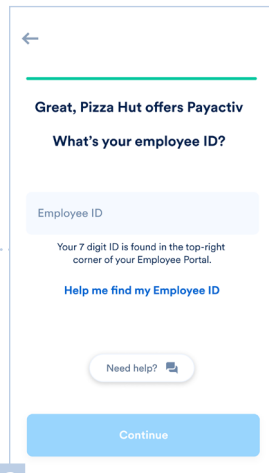 Great, Pizza Hut offers Payactiv
What's your employee ID?
Employee ID
Your 7 digit ID is found in the top-right
corner of your Employee Portal.
Help me find my Employee ID
Need help?
Continue